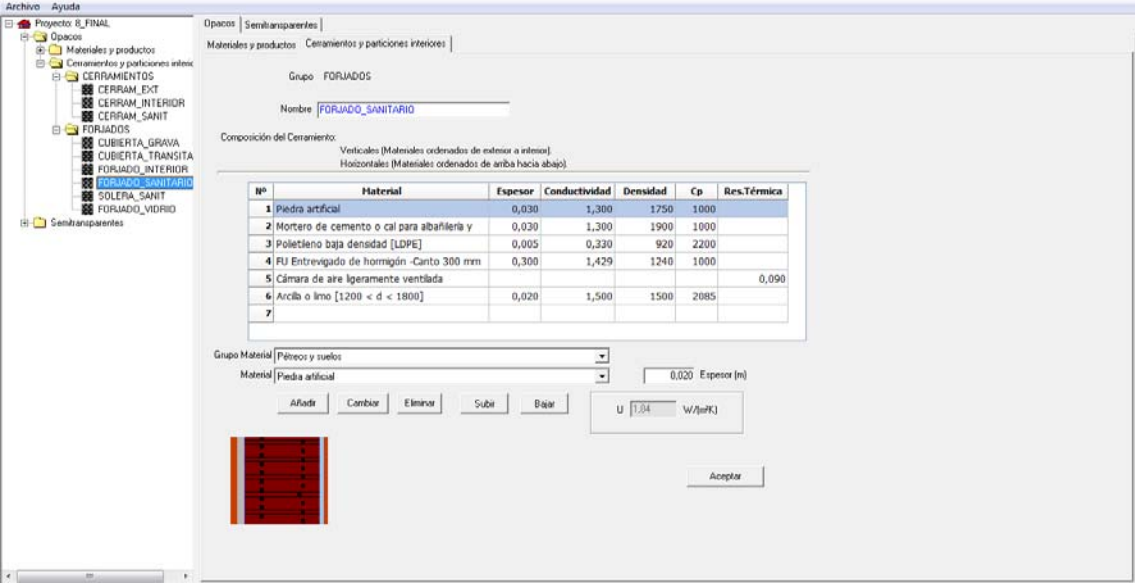 Archivo Ayuda
Proyecto: 8_FINAL
Opacos
Materiales y productos
Cerramientos y particiones interio
CERRAMIENTOS
CERRAM_EXT
CERRAM_INTERIOR
CERRAM_SANIT
FORJADOS
CUBIERTA_GRAVA
CUBIERTA_TRANSITA
FORJADO_INTERIOR
FORJADO_SANITARIO
SOLERA_SANIT
FORJADO_VIDRIO
Semitransparentes
Opacos Semitransparentes
Materiales y productos Cerramientos y particiones interiores
Grupo FORJADOS
Nombre FORJADO_SANITARIO
Composición del Cerramiento:
Verticales (Materiales ordenados de exterior a interior).
Horizontales (Materiales ordenados de arriba hacia abajo).
Nº Material Espesor Conductividad Densidad Cp Res.Térmica
1 Piedra artificial 0,030 1,300 1750 1000
2 Mortero de cemento o cal para albañilería y 0,030 1,300 1900 1000
3 Polietileno baja densidad [LDPE] 0,005 0,330 920 2200
4 FU Entrevigado de hormigón -Canto 300 mm 0,300 1,429 1240 1000
5 Cámara de aire ligeramente ventilada 0,090
6 Arcilla o limo [1200 < d < 1800] 0,020 1,500 1500 2085
7
Grupo Material Pétreos y suelos
Material Piedra artificial 0,020 Espesor (m)
Añadir Cambiar Eliminar Subir Bajar
U 1,04 W/(m²K)
Aceptar